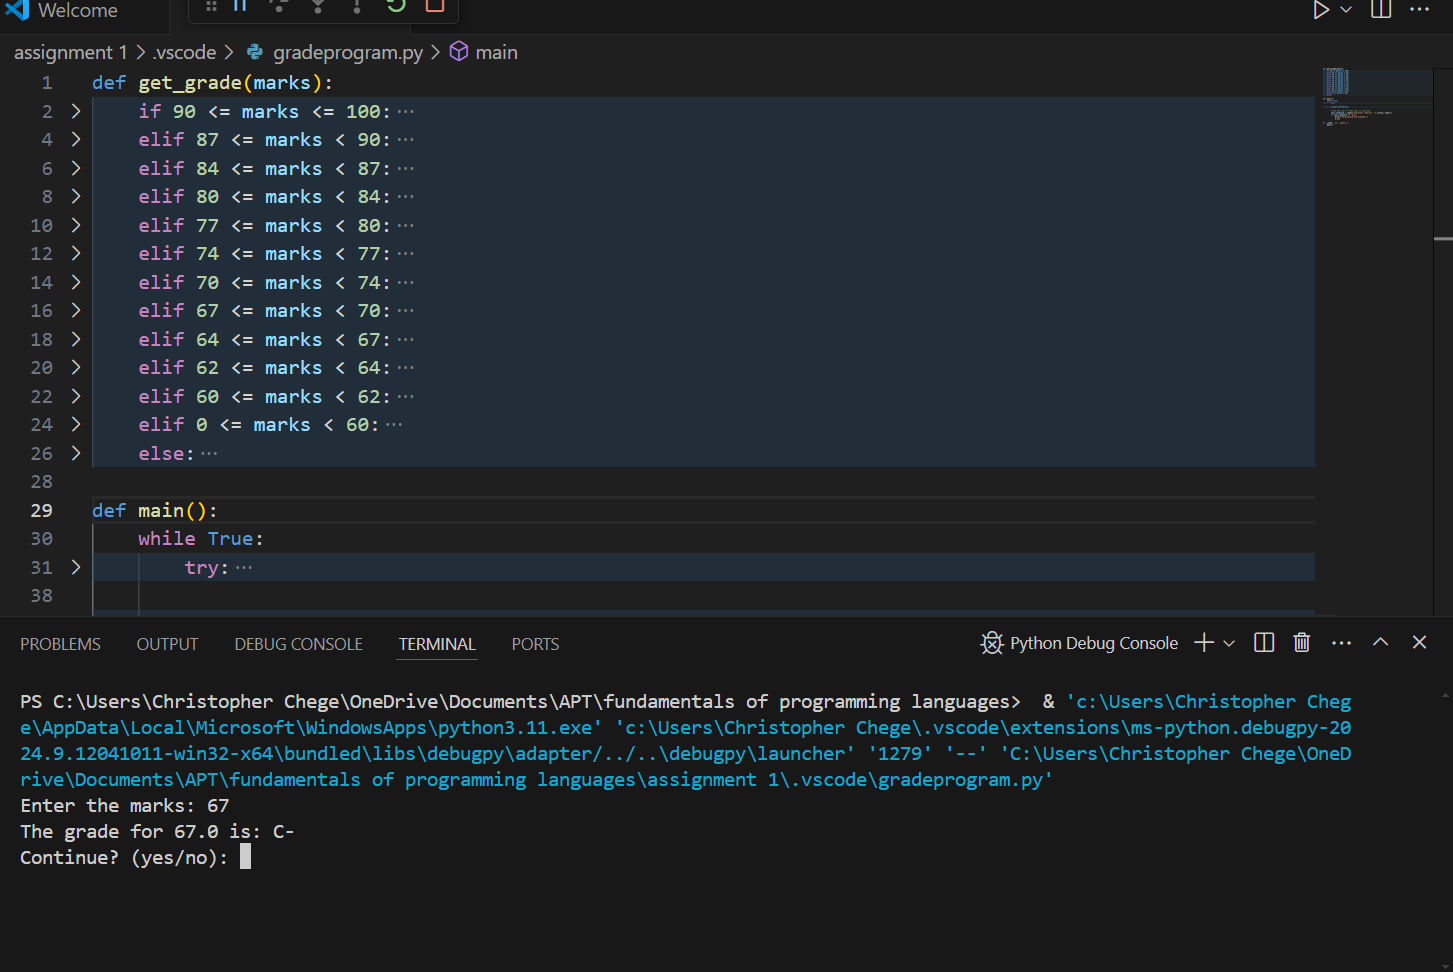 Welcome
assignment 1 > .vscode > gradeprogram.py > main
1 def get_grade(marks):
2 > if 90 <= marks <= 100:···
4 > elif 87 <= marks < 90:···
6 > elif 84 <= marks < 87:···
8 > elif 80 <= marks < 84:···
10 > elif 77 <= marks < 80:···
12 > elif 74 <= marks < 77:···
14 > elif 70 <= marks < 74:···
16 > elif 67 <= marks < 70:···
18 > elif 64 <= marks < 67:···
20 > elif 62 <= marks < 64:···
22 > elif 60 <= marks < 62:···
24 > elif 0 <= marks < 60:···
26 > else:···
28
29 def main():
30 while True:
31 > try:···
38
PROBLEMS OUTPUT DEBUG CONSOLE TERMINAL PORTS Python Debug Console
PS C:\Users\Christopher Chege\OneDrive\Documents\APT\fundamentals of programming languages>  & 'c:\Users\Christopher Cheg
e\AppData\Local\Microsoft\WindowsApps\python3.11.exe' 'c:\Users\Christopher Chege\.vscode\extensions\ms-python.debugpy-20
24.9.12041011-win32-x64\bundled\libs\debugpy\adapter/../..\debugpy\launcher' '1279' '--' 'C:\Users\Christopher Chege\OneD
rive\Documents\APT\fundamentals of programming languages\assignment 1\.vscode\gradeprogram.py'
Enter the marks: 67
The grade for 67.0 is: C-
Continue? (yes/no):